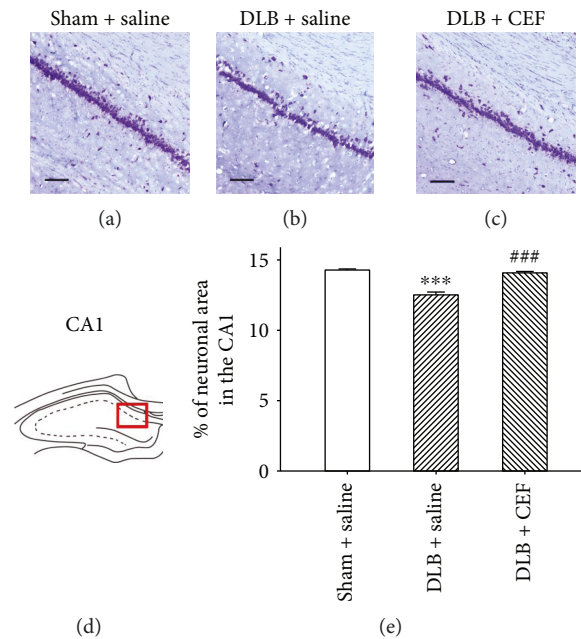 Sham + saline
DLB + saline
DLB + CEF
(a)
(b)
(c)
CA1
(d)
% of neuronal area
in the CA1
15
10
5
0
***
###
Sham + saline
DLB + saline
DLB + CEF
(e)